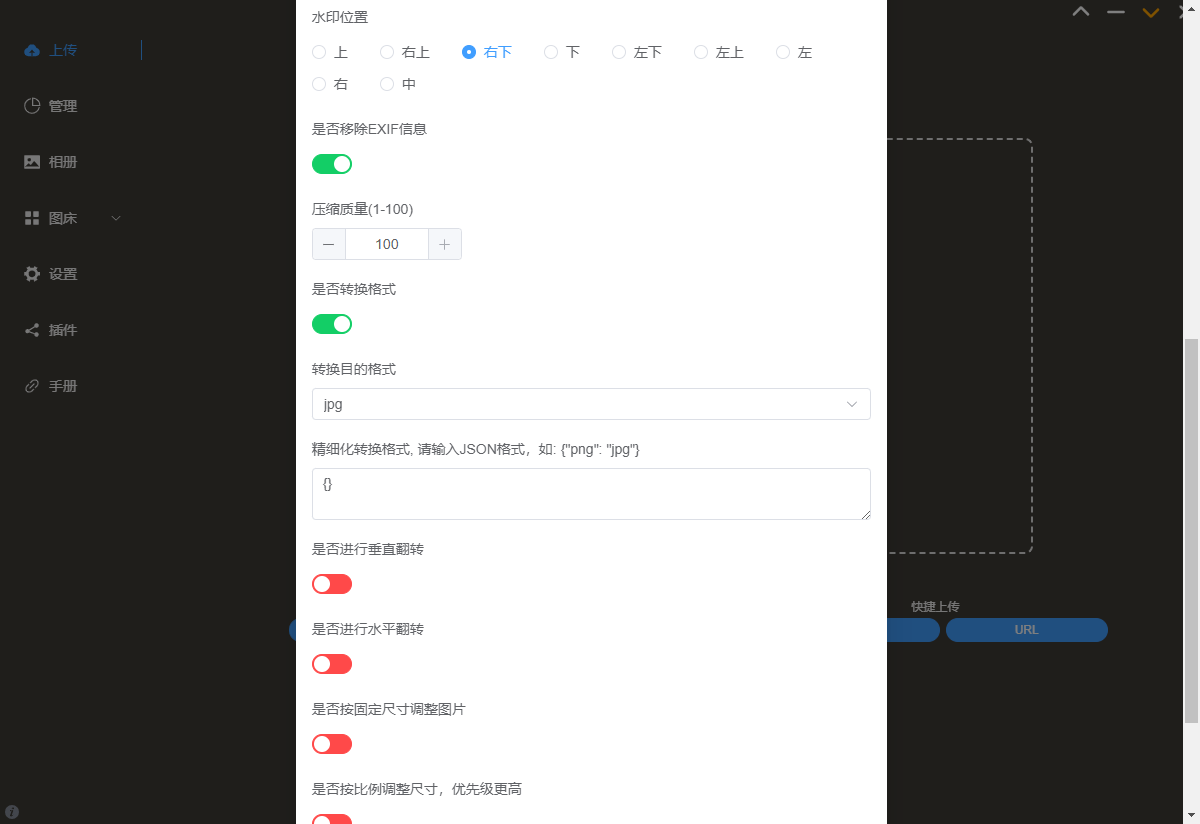 水印位置
上 右上 右下 下 左下 左上 左
右 中
是否移除EXIF信息
压缩质量(1-100)
100
是否转换格式
转换目的格式
jpg
精细化转换格式, 请输入JSON格式，如: {"png": "jpg"}
{}
是否进行垂直翻转
是否进行水平翻转
是否按固定尺寸调整图片
是否按比例调整尺寸，优先级更高
上传
管理
相册
图床
设置
插件
手册
快捷上传
URL